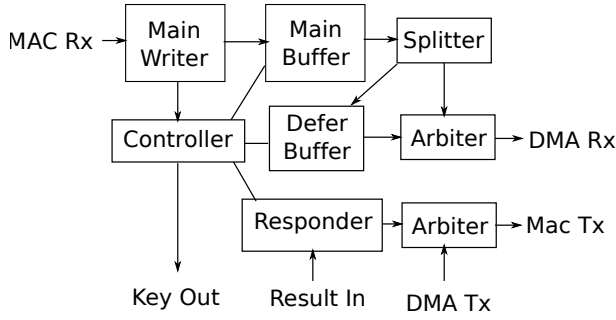 MAC Rx
Main
Writer
Main
Buffer
Splitter
Controller
Defer
Buffer
Arbiter
DMA Rx
Responder
Arbiter
Mac Tx
Key Out
Result In
DMA Tx